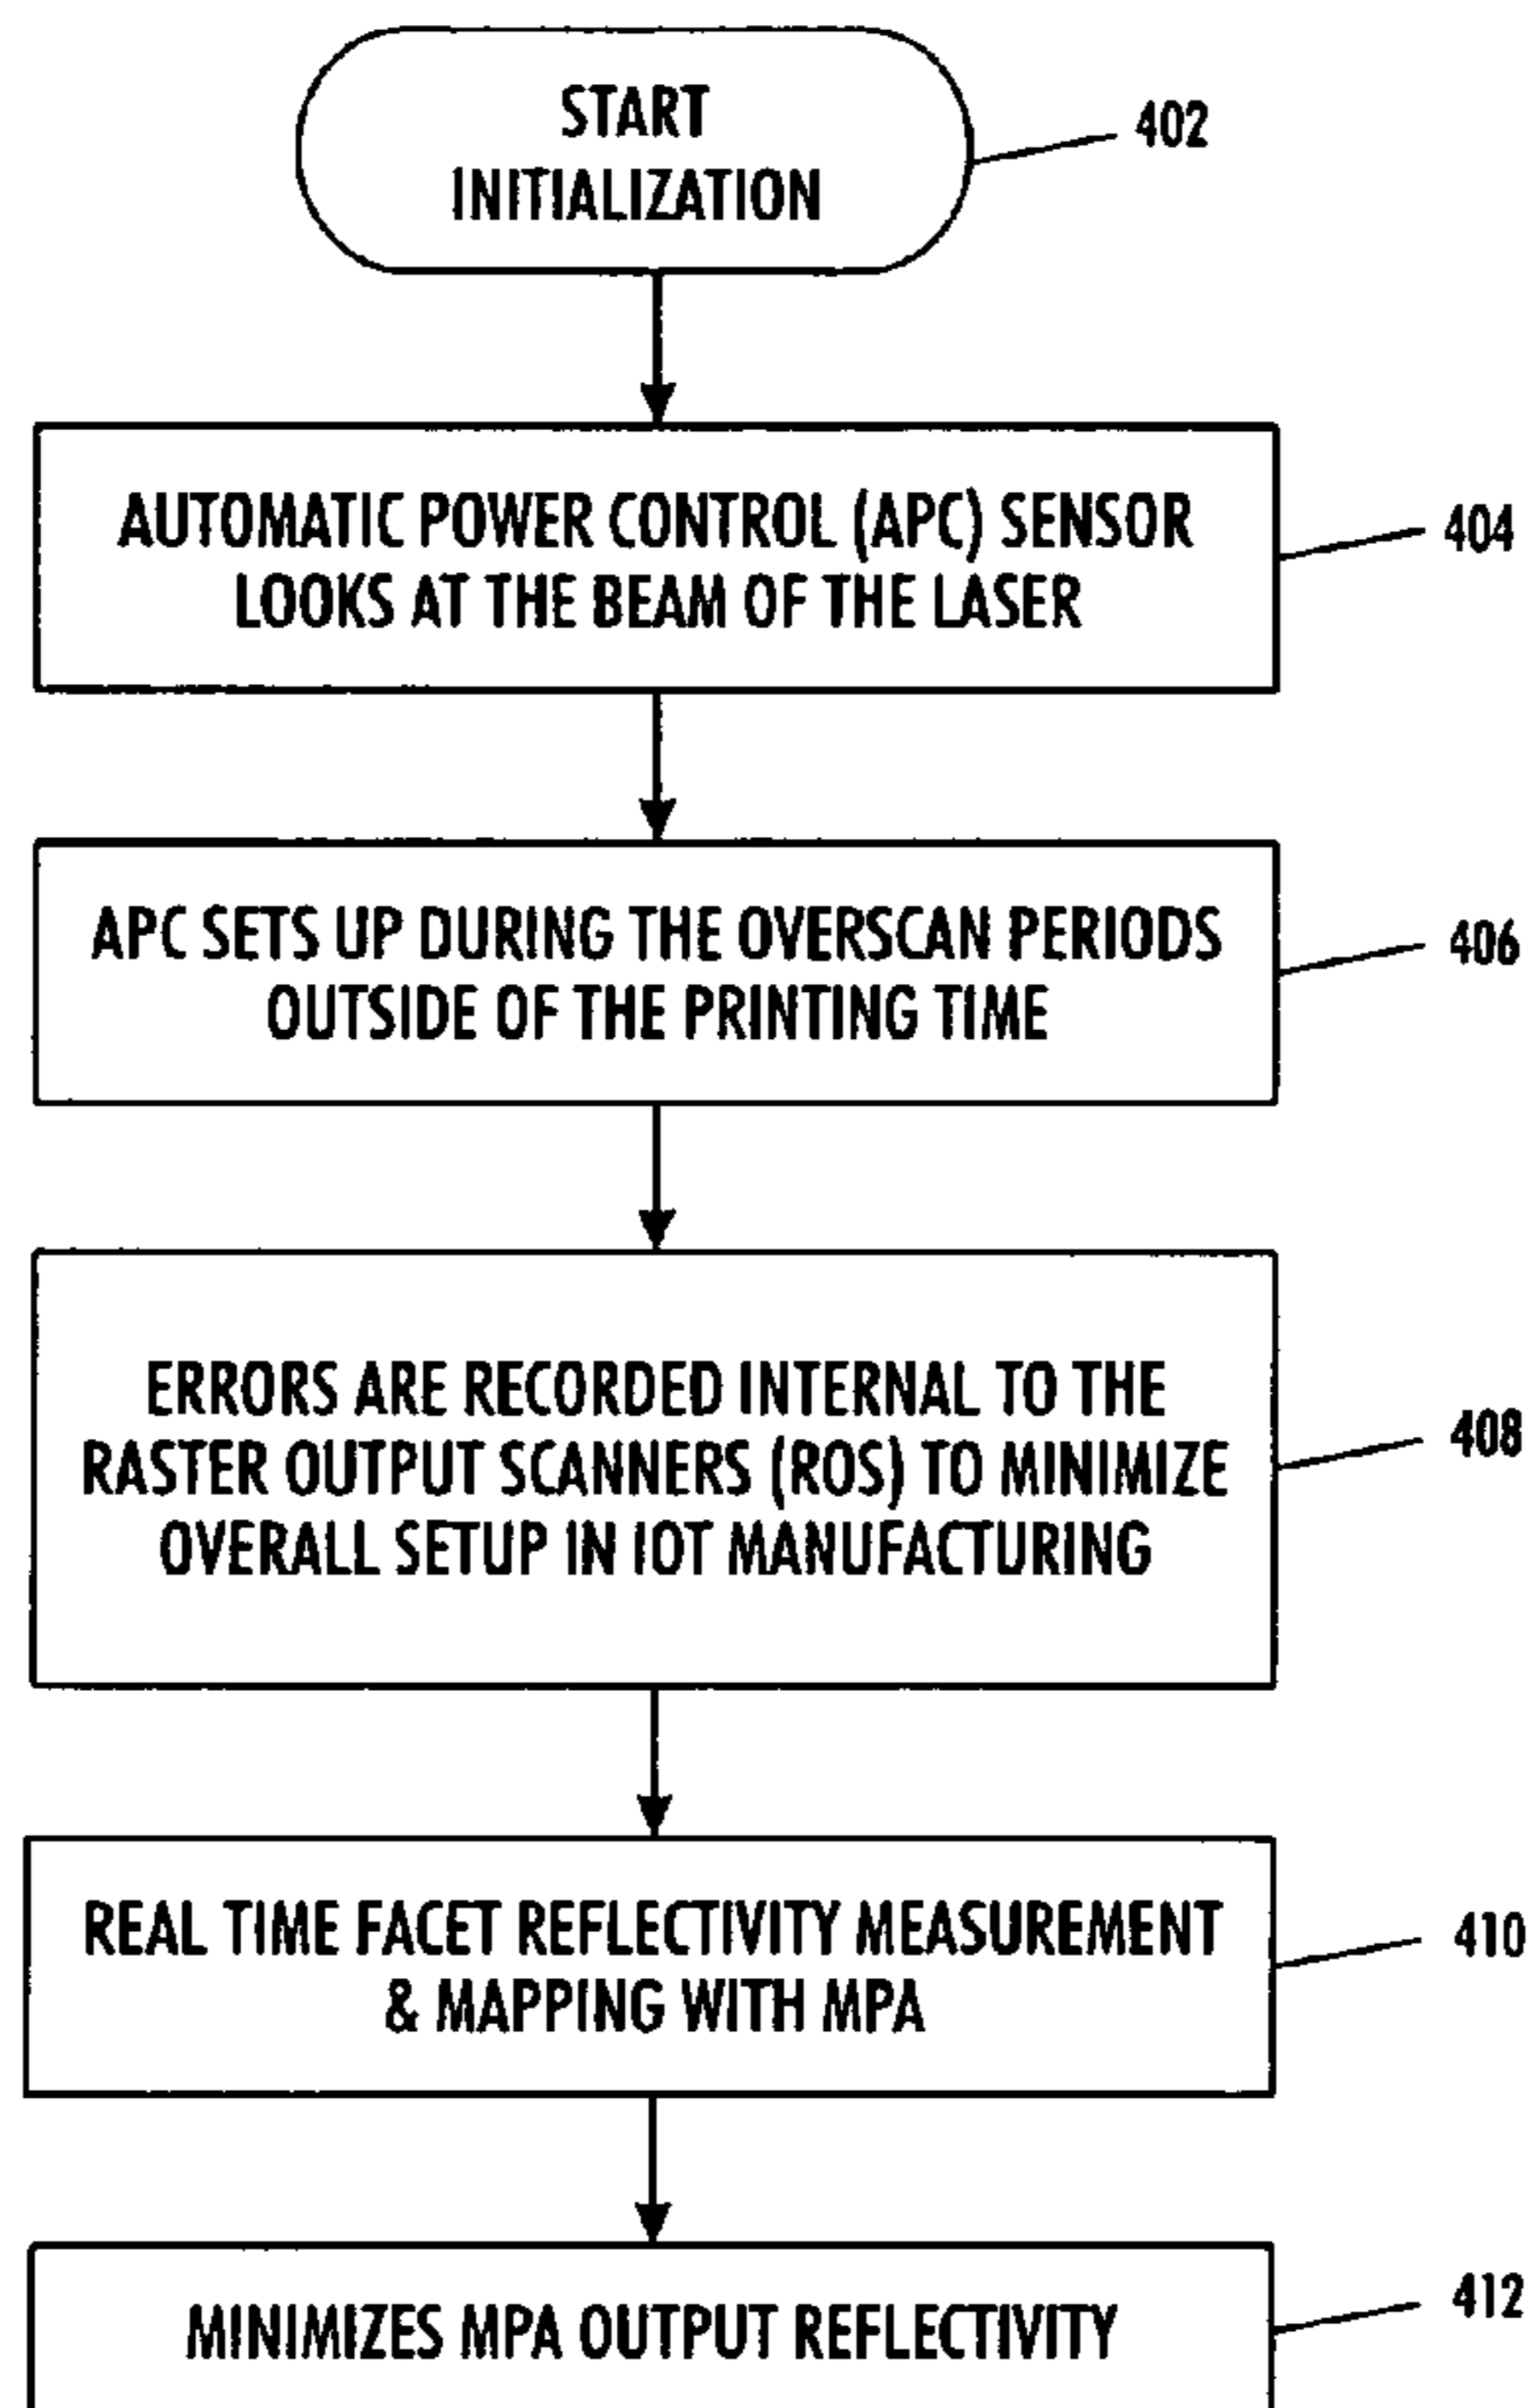 START
INITIALIZATION
402
AUTOMATIC POWER CONTROL (APC) SENSOR
LOOKS AT THE BEAM OF THE LASER
404
APC SETS UP DURING THE OVERSCAN PERIODS
OUTSIDE OF THE PRINTING TIME
406
ERRORS ARE RECORDED INTERNAL TO THE
RASTER OUTPUT SCANNERS (ROS) TO MINIMIZE
OVERALL SETUP IN IOT MANUFACTURING
408
REAL TIME FACET REFLECTIVITY MEASUREMENT
& MAPPING WITH MPA
410
MINIMIZES MPA OUTPUT REFLECTIVITY
412